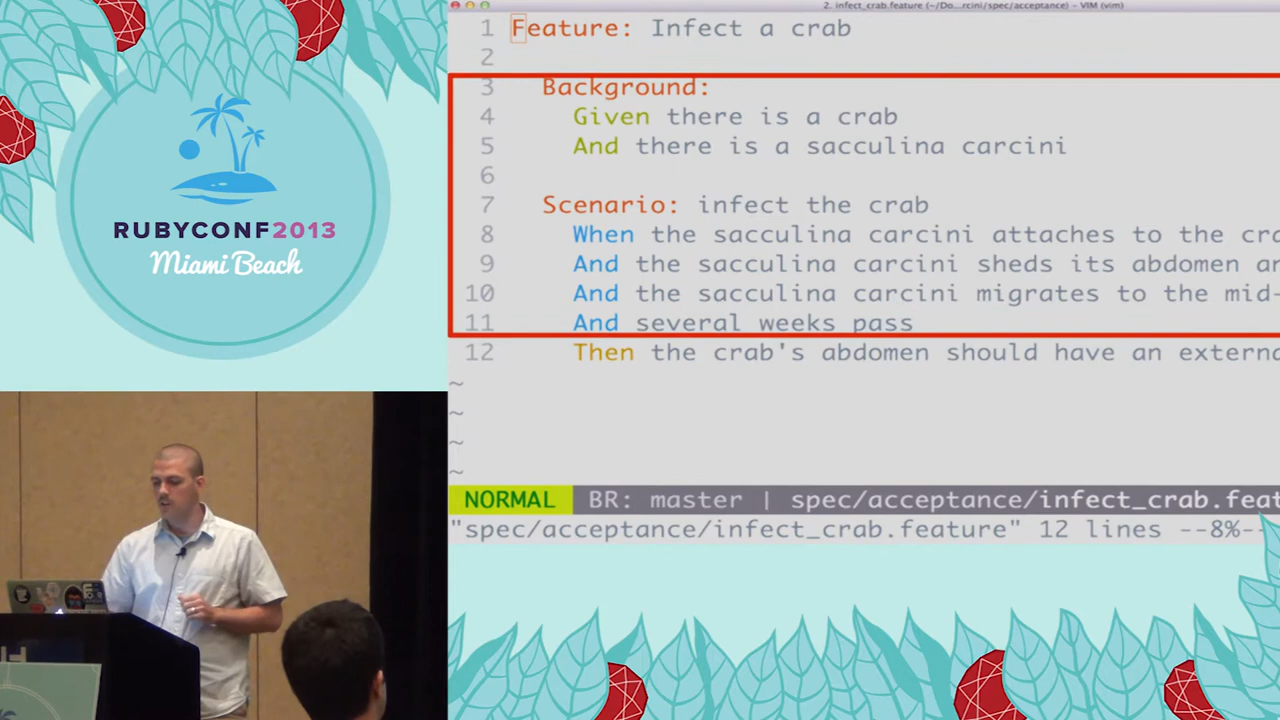 RUBYCONF2013
Miami Beach
2. infect_crab.feature (~/Do...rcini/spec/acceptance) - VIM (vim)
1 Feature: Infect a crab
2
3 Background:
4 Given there is a crab
5 And there is a sacculina carcini
6
7 Scenario: infect the crab
8 When the sacculina carcini attaches to the cra
9 And the sacculina carcini sheds its abdomen an
10 And the sacculina carcini migrates to the mid-
11 And several weeks pass
12 Then the crab's abdomen should have an externa
~
~
~
~
NORMAL BR: master | spec/acceptance/infect_crab.feat
"spec/acceptance/infect_crab.feature" 12 lines --8%--